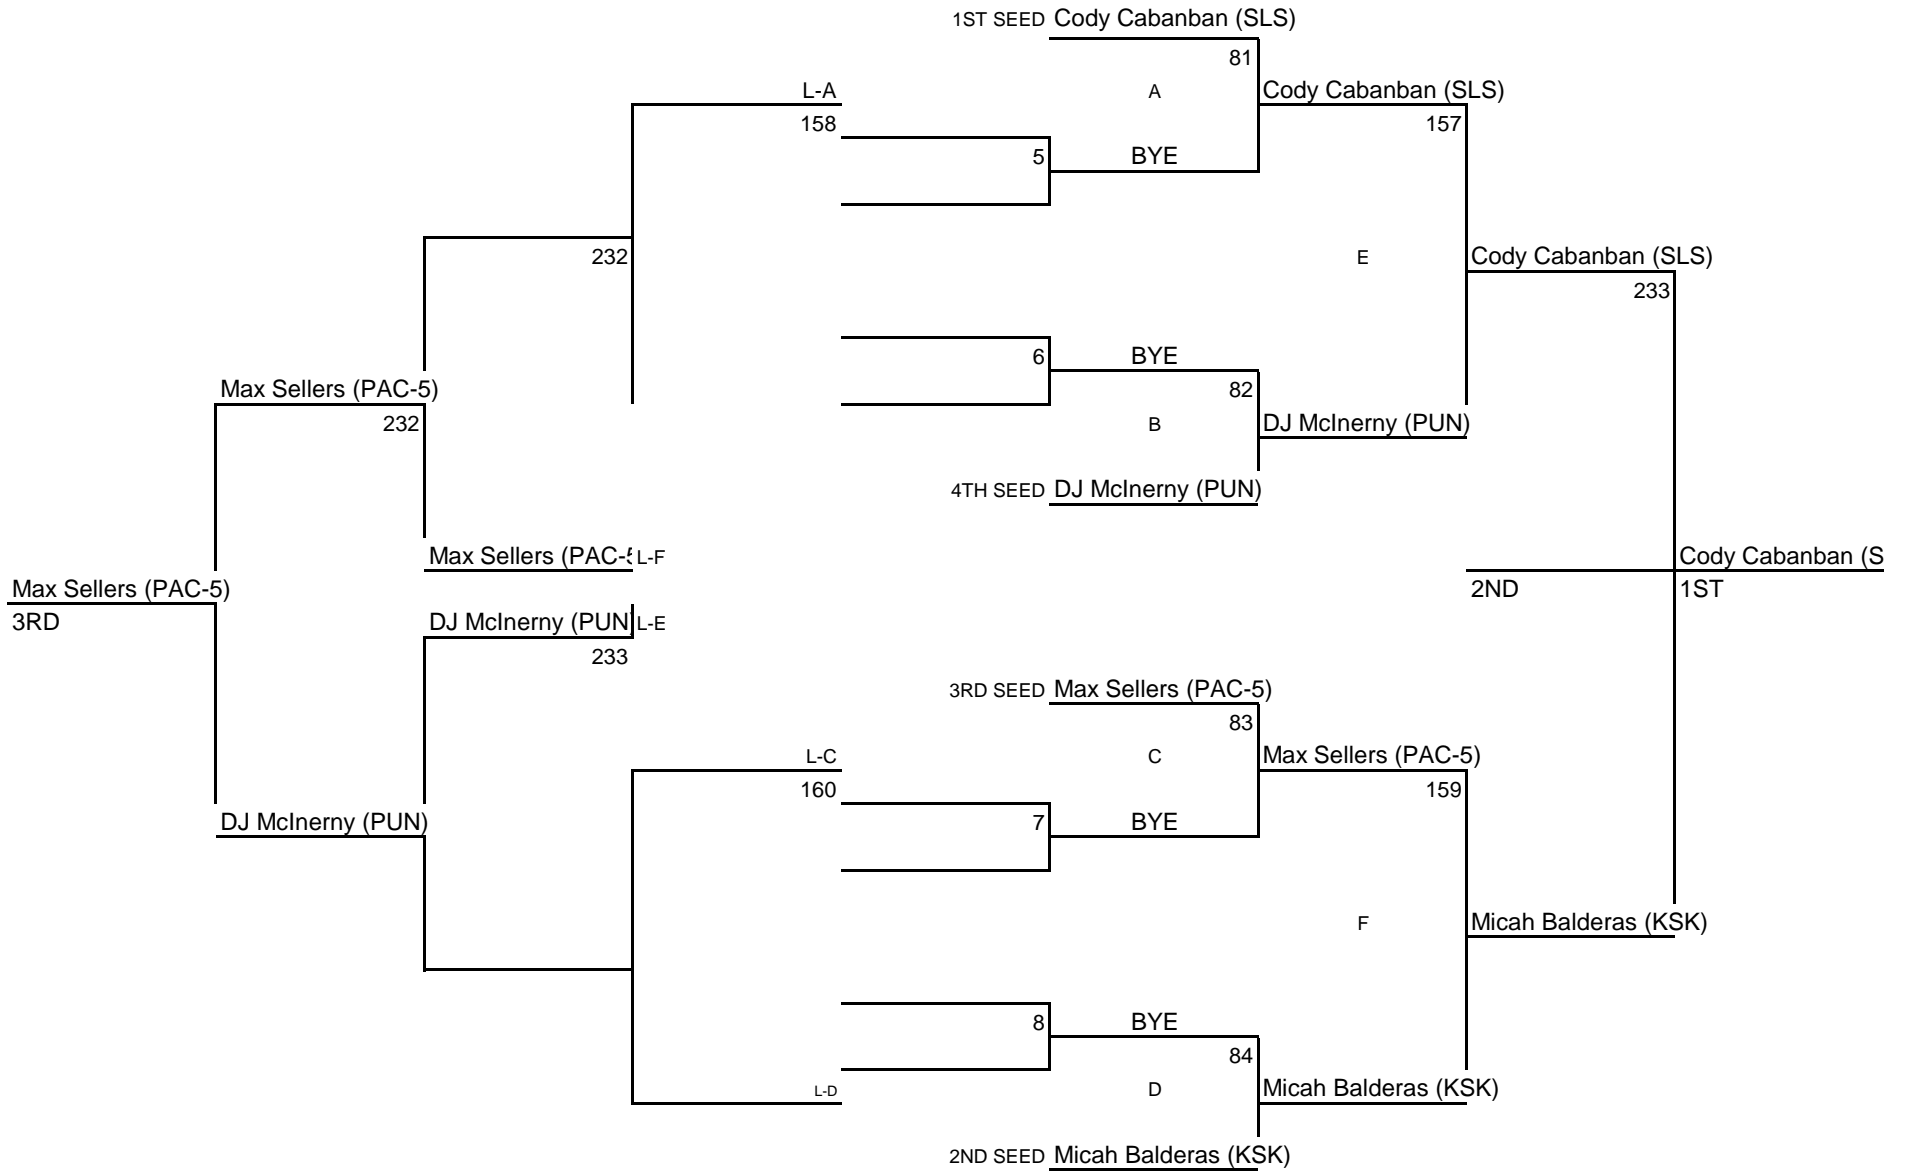 1ST SEED Cody Cabanban (SLS)
81
L-A A Cody Cabanban (SLS)
158 157
5 BYE
232 E Cody Cabanban (SLS)
233
6 BYE
Max Sellers (PAC-5) 82
232 B DJ McInerny (PUN)
4TH SEED DJ McInerny (PUN)
Max Sellers (PAC- L-F Cody Cabanban (S
Max Sellers (PAC-5) 2ND 1ST
3RD DJ McInerny (PUN) L-E
233
3RD SEED Max Sellers (PAC-5)
83
L-C C Max Sellers (PAC-5)
160 159
DJ McInerny (PUN) 7 BYE
F Micah Balderas (KSK)
8 BYE
84
L-D D Micah Balderas (KSK)
2ND SEED Micah Balderas (KSK)